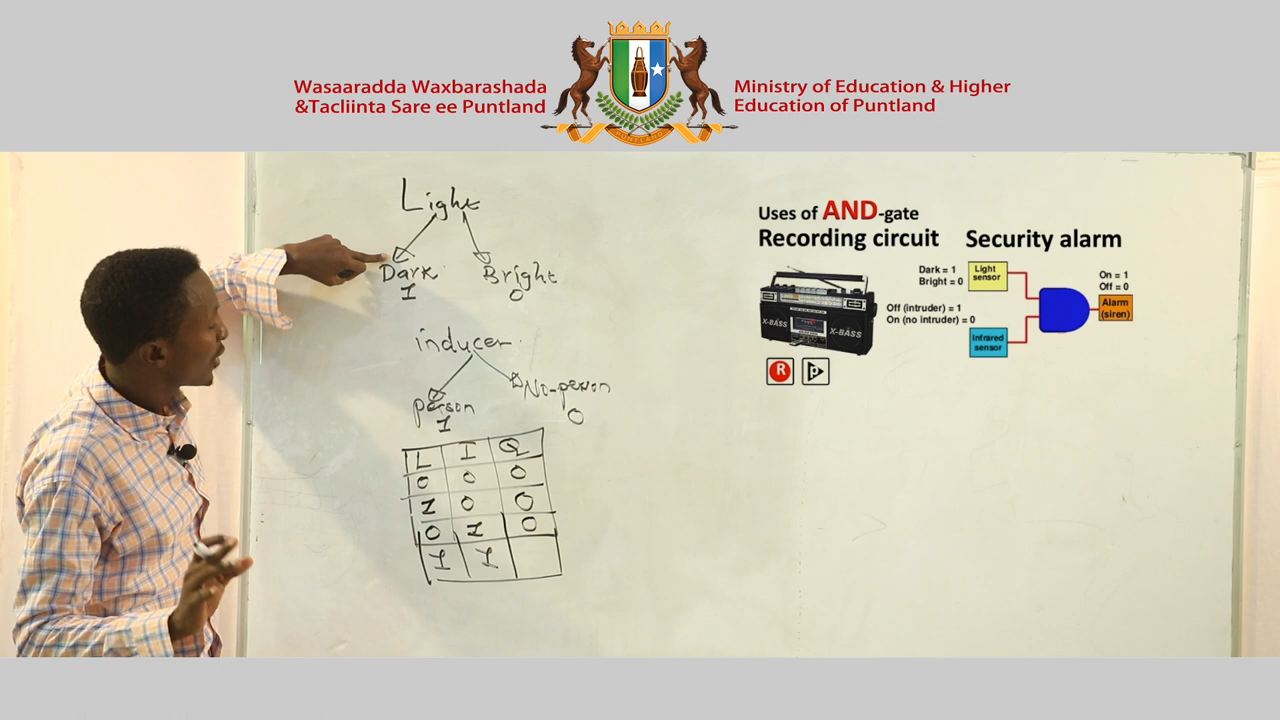 Wasaaradda Waxbarashada
&Tacliinta Sare ee Puntland
Ministry of Education & Higher
Education of Puntland
PUNTLAND
Light
Dark
Bright
1
0
inducer
person
No-person
1
0
L I Q
0 0 0
1 0 0
0 1 0
1 1
Uses of AND-gate
Recording circuit
X-BASS
X-BASS
R
Security alarm
Dark = 1
Bright = 0
Light
sensor
Off (intruder) = 1
On (no intruder) = 0
Infrared
sensor
On = 1
Off = 0
Alarm
(siren)